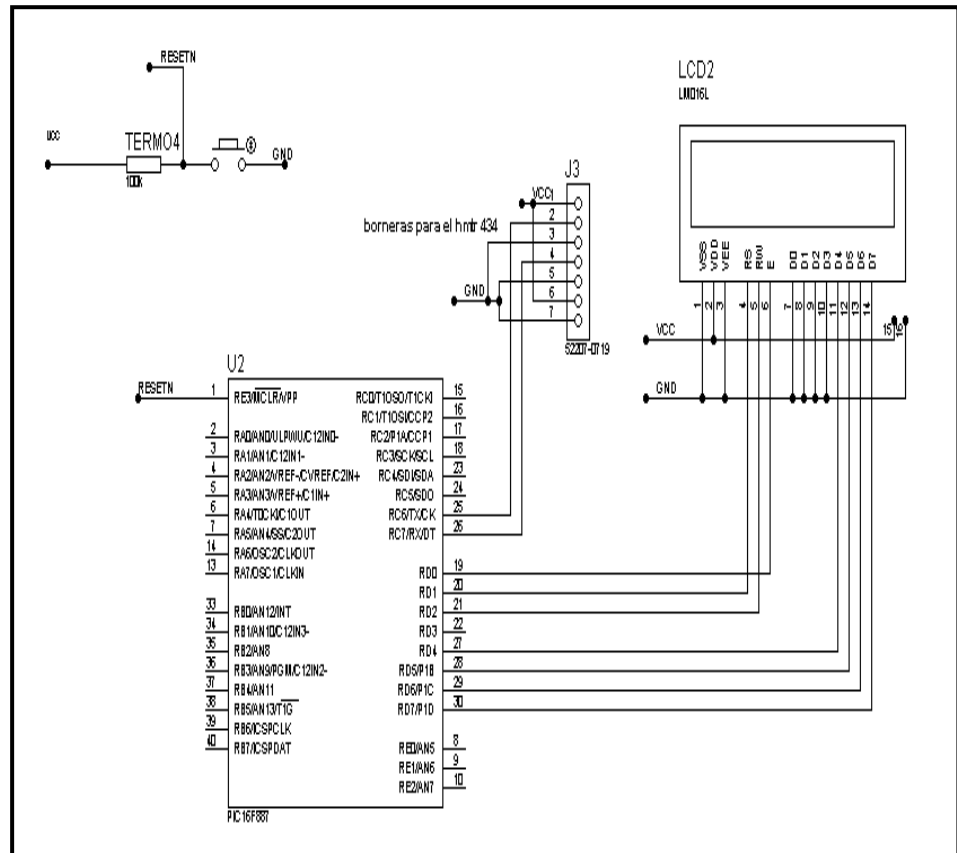 RESETN
VCC
TERMO4
100k
GND
LCD2
LM016L
VSS
VDD
VEE
RS
RW
E
D0
D1
D2
D3
D4
D5
D6
D7
1
2
3
4
5
6
7
8
9
10
11
12
13
14
15
16
VCC
GND
J3
VCC
1
2
3
4
5
6
7
borneras para el hmtr 434
GND
52207-0719
U2
RESETN
1 RE3/MCLR/VPP
2 RA0/AN0/ULPWU/C12IN0-
3 RA1/AN1/C12IN1-
4 RA2/AN2/VREF-/CVREF/C2IN+
5 RA3/AN3/VREF+/C1IN+
6 RA4/T0CKI/C1OUT
7 RA5/AN4/SS/C2OUT
14 RA6/OSC2/CLKOUT
13 RA7/OSC1/CLKIN
33 RB0/AN12/INT
34 RB1/AN10/C12IN3-
35 RB2/AN8
36 RB3/AN9/PGM/C12IN2-
37 RB4/AN11
38 RB5/AN13/T1G
39 RB6/ICSPCLK
40 RB7/ICSPDAT
RC0/T1OSO/T1CKI 15
RC1/T1OSI/CCP2 16
RC2/P1A/CCP1 17
RC3/SCK/SCL 18
RC4/SDI/SDA 23
RC5/SDO 24
RC6/TX/CK 25
RC7/RX/DT 26
RD0 19
RD1 20
RD2 21
RD3 22
RD4 27
RD5/P1B 28
RD6/P1C 29
RD7/P1D 30
RE0/AN5 8
RE1/AN6 9
RE2/AN7 10
PIC16F887